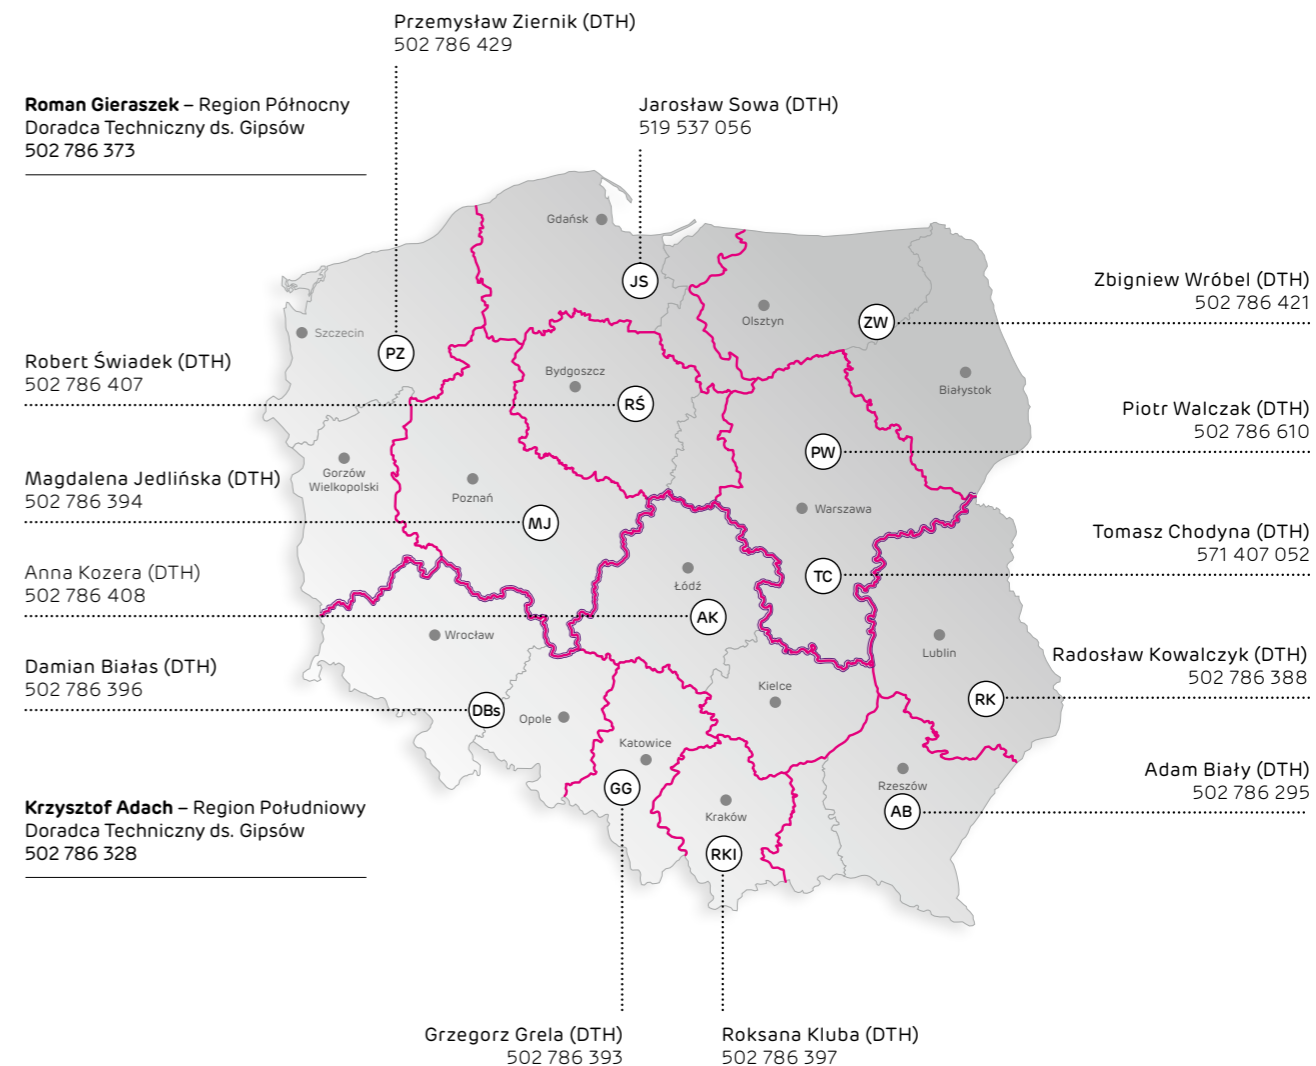 Przemysław Ziernik (DTH)
502 786 429
Roman Gieraszek – Region Północny
Doradca Techniczny ds. Gipsów
502 786 373
Jarosław Sowa (DTH)
519 537 056
Gdańsk
JS
Zbigniew Wróbel (DTH)
502 786 421
Olsztyn
ZW
Szczecin
PZ
Robert Świadek (DTH)
502 786 407
Bydgoszcz
RŚ
Białystok
Piotr Walczak (DTH)
502 786 610
PW
Gorzów
Wielkopolski
Magdalena Jedlińska (DTH)
502 786 394
Poznań
MJ
Warszawa
Tomasz Chodyna (DTH)
571 407 052
TC
Anna Kozera (DTH)
502 786 408
Łódź
AK
Wrocław
Lublin
Radosław Kowalczyk (DTH)
502 786 388
RK
Damian Białas (DTH)
502 786 396
DBs
Opole
Kielce
Katowice
GG
Krzysztof Adach – Region Południowy
Doradca Techniczny ds. Gipsów
502 786 328
Kraków
RKl
Rzeszów
AB
Adam Biały (DTH)
502 786 295
Grzegorz Grela (DTH)
502 786 393
Roksana Kluba (DTH)
502 786 397